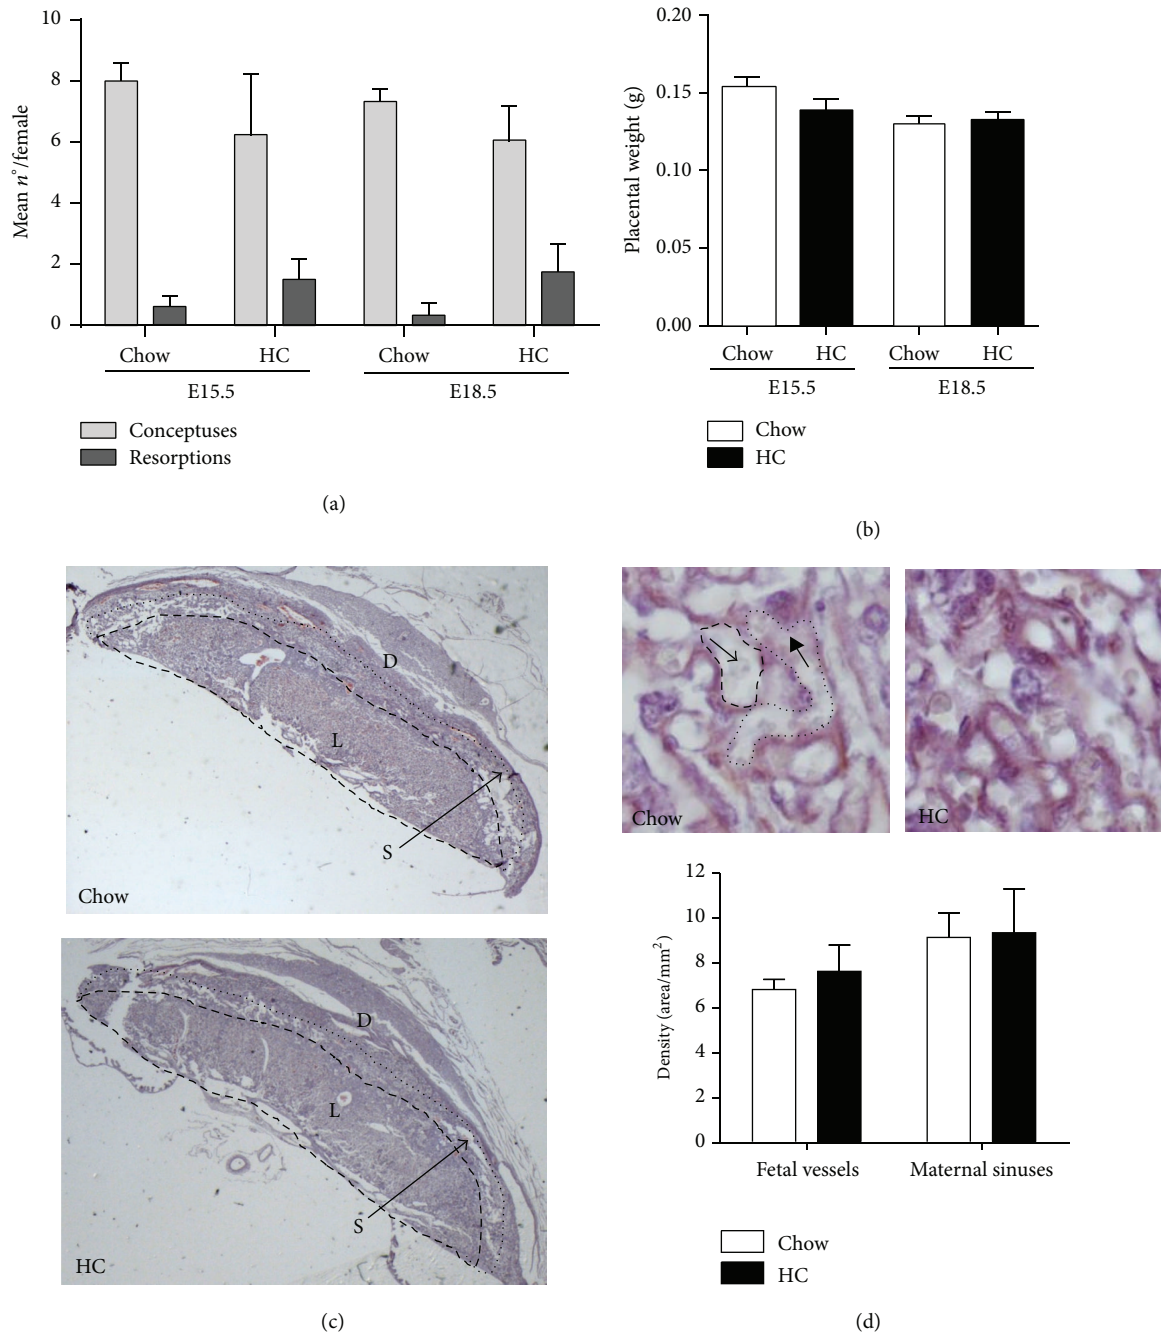 10
8
6
4
2
0
Mean n°/female
Chow
HC
Chow
HC
E15.5
E18.5
Conceptuses
Resorptions
(a)
0.20
0.15
0.10
0.05
0.00
Placental weight (g)
Chow
HC
Chow
HC
E15.5
E18.5
Chow
HC
(b)
D
L
S
Chow
D
L
S
HC
(c)
Chow
HC
12
10
8
6
4
2
0
Density (area/mm²)
Fetal vessels
Maternal sinuses
Chow
HC
(d)